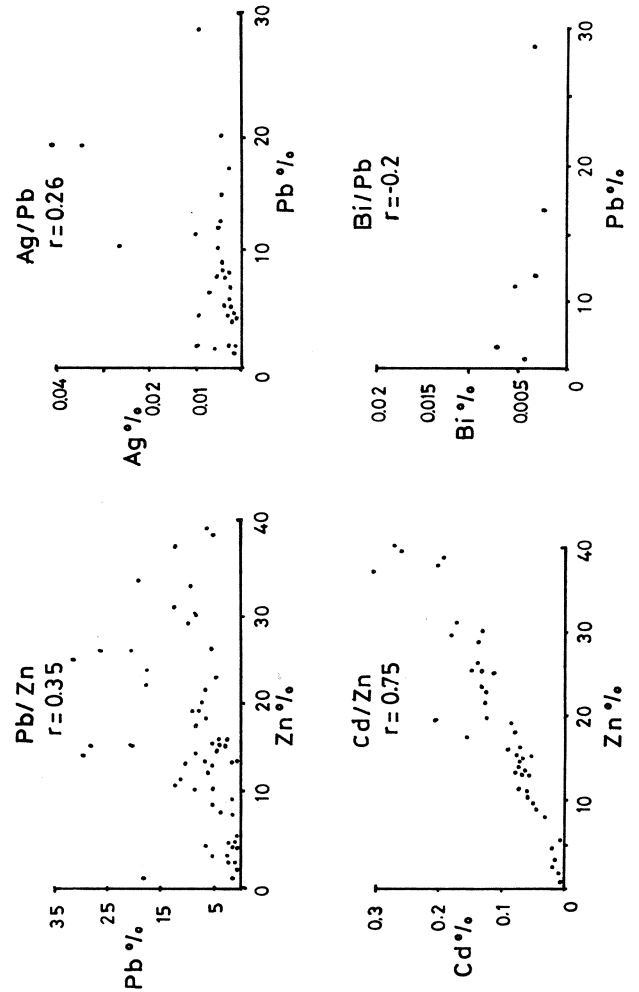 Pb/Zn
r=0.35
35
25
15
5
Pb%
0
10
20
30
40
Zn%
Ag/Pb
r=0.26
0.04
0.02
0.01
Ag%
0
10
20
30
Pb%
Cd/Zn
r=0.75
0.3
0.2
0.1
Cd%
0
10
20
30
40
Zn%
Bi/Pb
r=-0.2
0.02
0.015
0.005
Bi%
0
10
20
30
Pb%